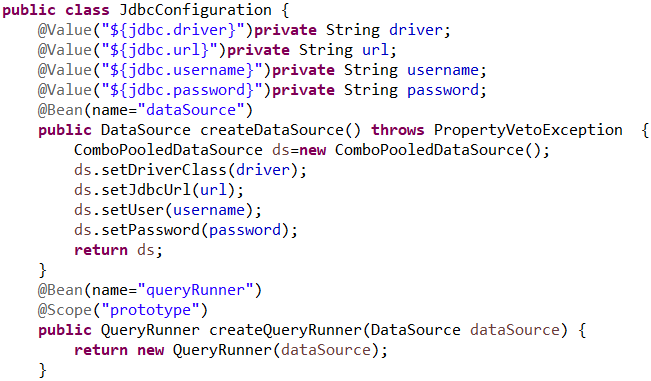 public class JdbcConfiguration {
    @Value("${jdbc.driver}")private String driver;
    @Value("${jdbc.url}")private String url;
    @Value("${jdbc.username}")private String username;
    @Value("${jdbc.password}")private String password;
    @Bean(name="dataSource")
    public DataSource createDataSource() throws PropertyVetoException  {
        ComboPooledDataSource ds=new ComboPooledDataSource();
        ds.setDriverClass(driver);
        ds.setJdbcUrl(url);
        ds.setUser(username);
        ds.setPassword(password);
        return ds;
    }
    @Bean(name="queryRunner")
    @Scope("prototype")
    public QueryRunner createQueryRunner(DataSource dataSource) {
        return new QueryRunner(dataSource);
    }